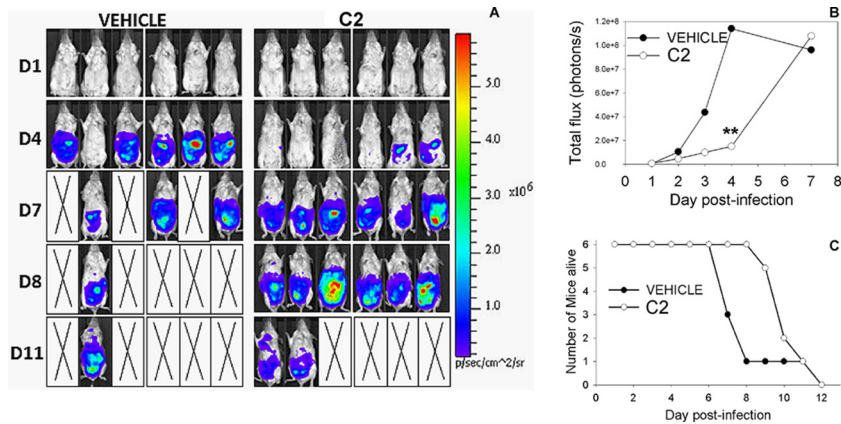 VEHICLE
C2
A
D1
D4
D7
D8
D11
5.0
4.0
3.0
x10⁶
2.0
1.0
p/sec/cm^2/sr
B
Total flux (photons/s)
1.2e+8
1.0e+8
8.0e+7
6.0e+7
4.0e+7
2.0e+7
0.0
VEHICLE
C2
**
0 1 2 3 4 5 6 7 8
Day post-infection
C
Number of Mice alive
6
5
4
3
2
1
0
VEHICLE
C2
0 2 4 6 8 10 12
Day post-infection